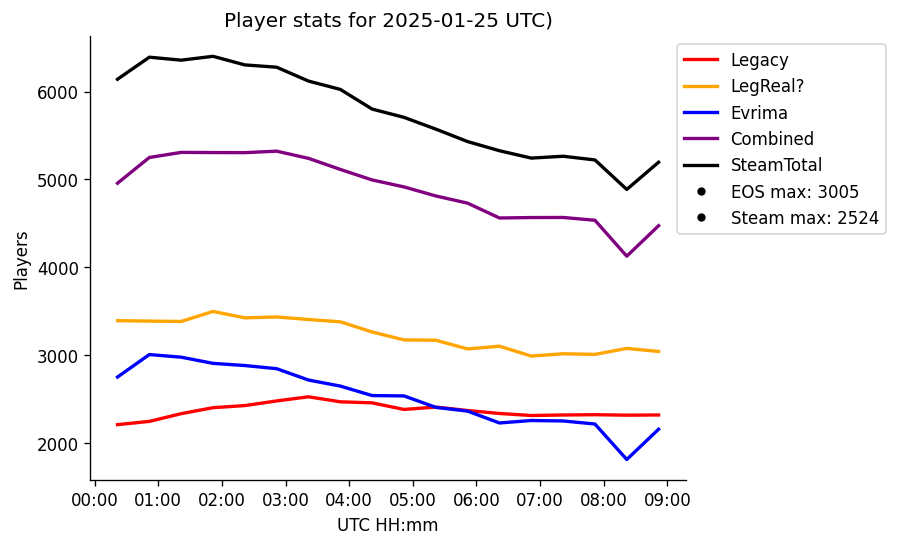 Player stats for 2025-01-25 UTC)
Legacy
LegReal?
Evrima
Combined
SteamTotal
EOS max: 3005
Steam max: 2524
Players
6000
5000
4000
3000
2000
00:00 01:00 02:00 03:00 04:00 05:00 06:00 07:00 08:00 09:00
UTC HH:mm